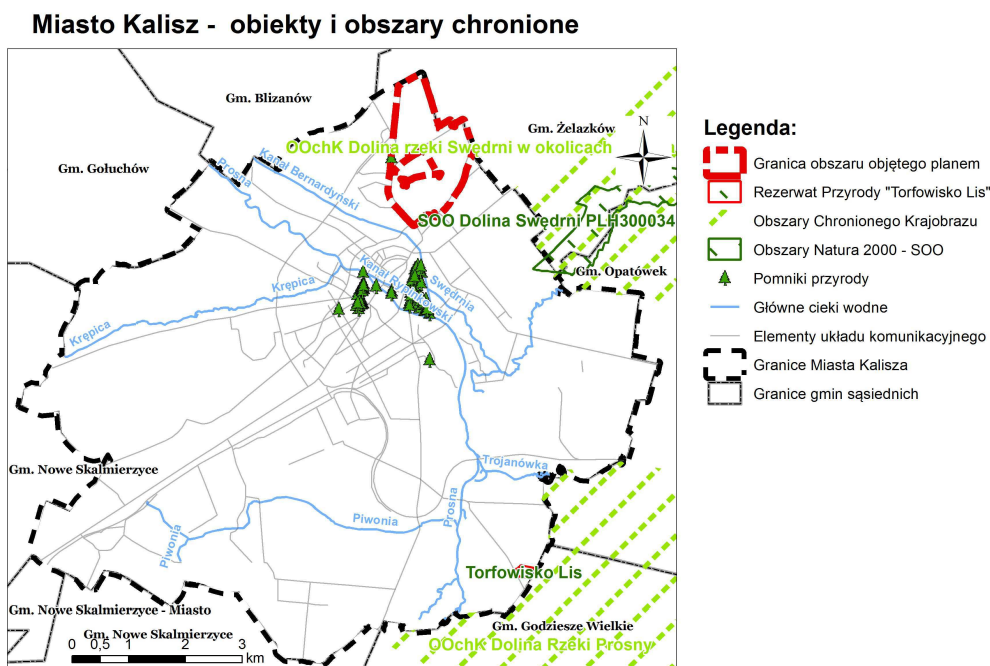 Miasto Kalisz - obiekty i obszary chronione
Gm. Blizanów
N
Gm. Żelazków
OOchK Dolina rzeki Swędrni w okolicach
Kanał Bernardyński
Gm. Gołuchów
Prosna
SOO Dolina Swędrni PLH300034
Gm. Opatówek
Kanał Rypinkowski
Swędrnia
Krępica
Krępica
Gm. Nowe Skalmierzyce
Trojanówka
Prosna
Piwonia
Piwonia
Torfowisko Lis
Gm. Nowe Skalmierzyce - Miasto
Gm. Godziesze Wielkie
Gm. Nowe Skalmierzyce
OOchK Dolina Rzeki Prosny
0 0,5 1 2 3
km
Legenda:
Granica obszaru objętego planem
Rezerwat Przyrody "Torfowisko Lis"
Obszary Chronionego Krajobrazu
Obszary Natura 2000 - SOO
Pomniki przyrody
Główne cieki wodne
Elementy układu komunikacyjnego
Granice Miasta Kalisza
Granice gmin sąsiednich